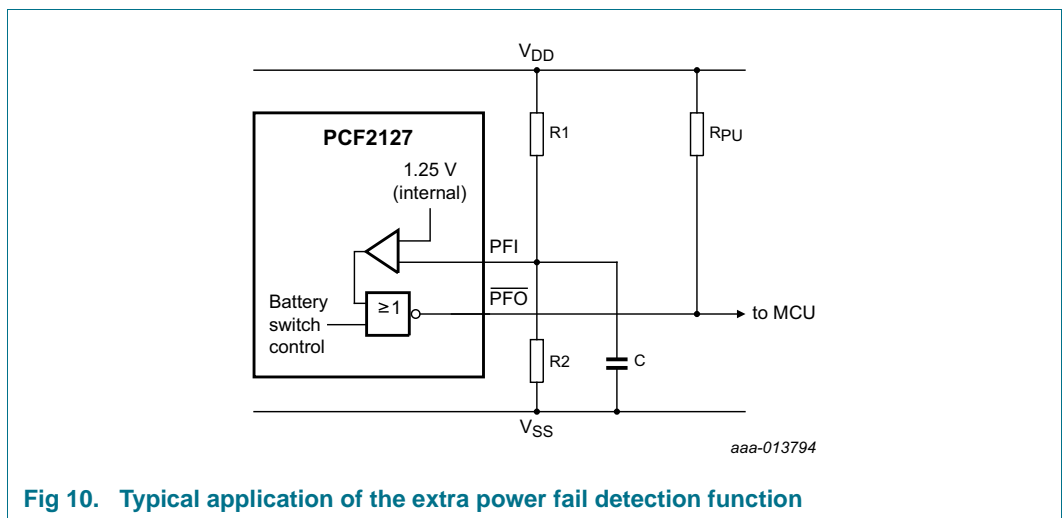 VDD
PCF2127
R1
RPU
1.25 V
(internal)
PFI
PFO
Battery
switch
control
≥1
to MCU
R2
C
VSS
aaa-013794
Fig 10. Typical application of the extra power fail detection function